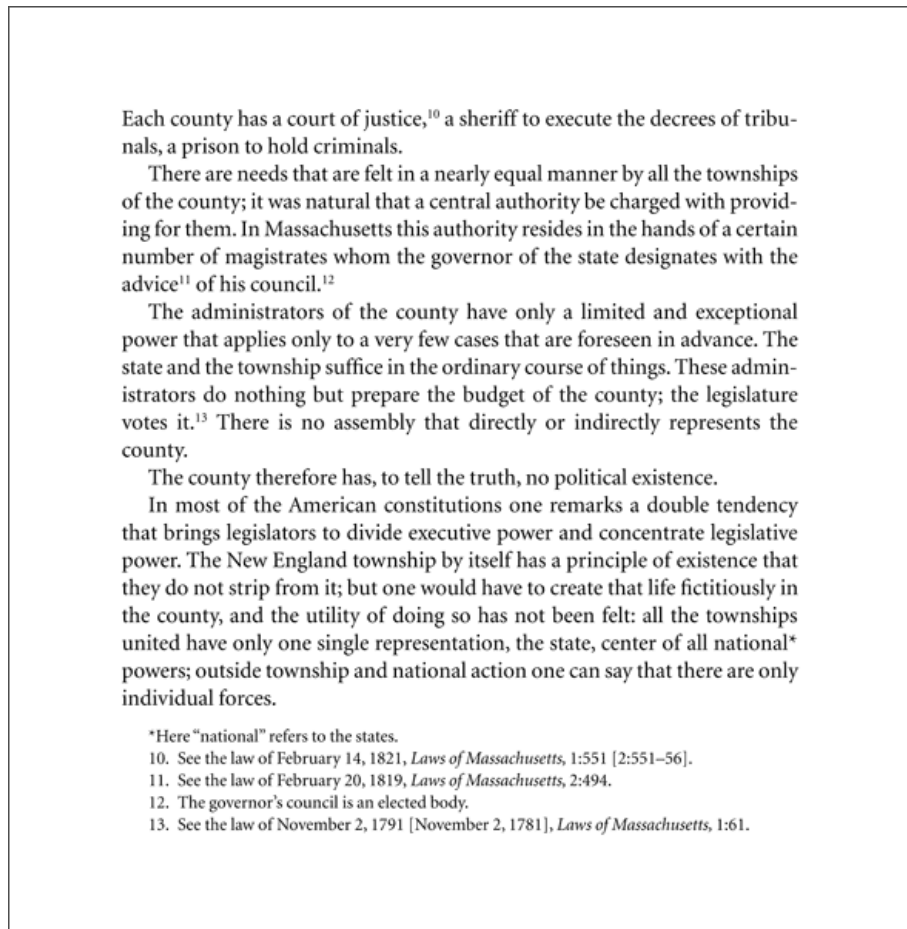 Each county has a court of justice,¹⁰ a sheriff to execute the decrees of tribu-
nals, a prison to hold criminals.
There are needs that are felt in a nearly equal manner by all the townships
of the county; it was natural that a central authority be charged with provid-
ing for them. In Massachusetts this authority resides in the hands of a certain
number of magistrates whom the governor of the state designates with the
advice¹¹ of his council.¹²
The administrators of the county have only a limited and exceptional
power that applies only to a very few cases that are foreseen in advance. The
state and the township suffice in the ordinary course of things. These admin-
istrators do nothing but prepare the budget of the county; the legislature
votes it.¹³ There is no assembly that directly or indirectly represents the
county.
The county therefore has, to tell the truth, no political existence.
In most of the American constitutions one remarks a double tendency
that brings legislators to divide executive power and concentrate legislative
power. The New England township by itself has a principle of existence that
they do not strip from it; but one would have to create that life fictitiously in
the county, and the utility of doing so has not been felt: all the townships
united have only one single representation, the state, center of all national*
powers; outside township and national action one can say that there are only
individual forces.
*Here “national” refers to the states.
10. See the law of February 14, 1821, Laws of Massachusetts, 1:551 [2:551–56].
11. See the law of February 20, 1819, Laws of Massachusetts, 2:494.
12. The governor’s council is an elected body.
13. See the law of November 2, 1791 [November 2, 1781], Laws of Massachusetts, 1:61.